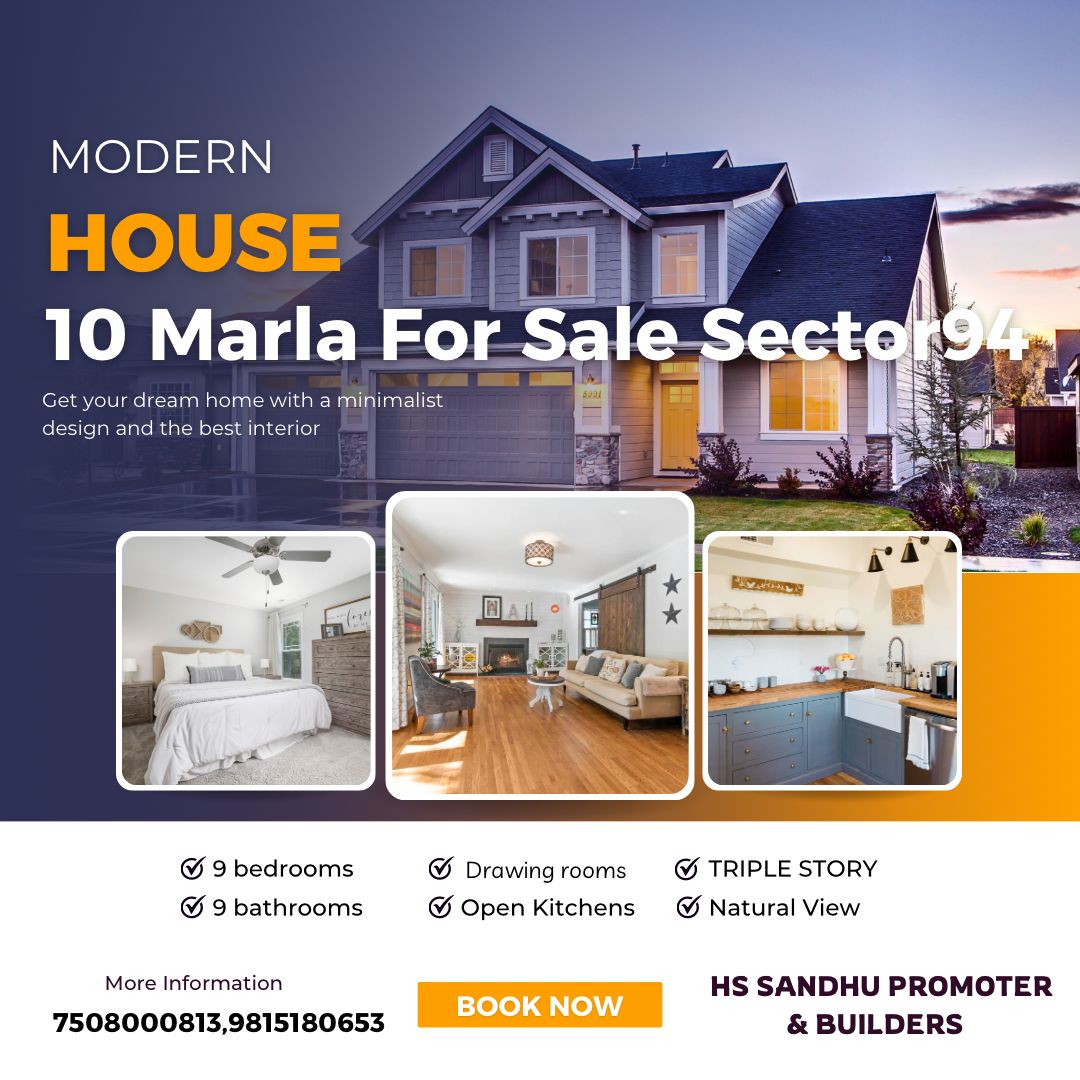 MODERN
HOUSE
10 Marla For Sale Sector94
Get your dream home with a minimalist
design and the best interior
9 bedrooms
Drawing rooms
TRIPLE STORY
9 bathrooms
Open Kitchens
Natural View
More Information
7508000813,9815180653
BOOK NOW
HS SANDHU PROMOTER
& BUILDERS